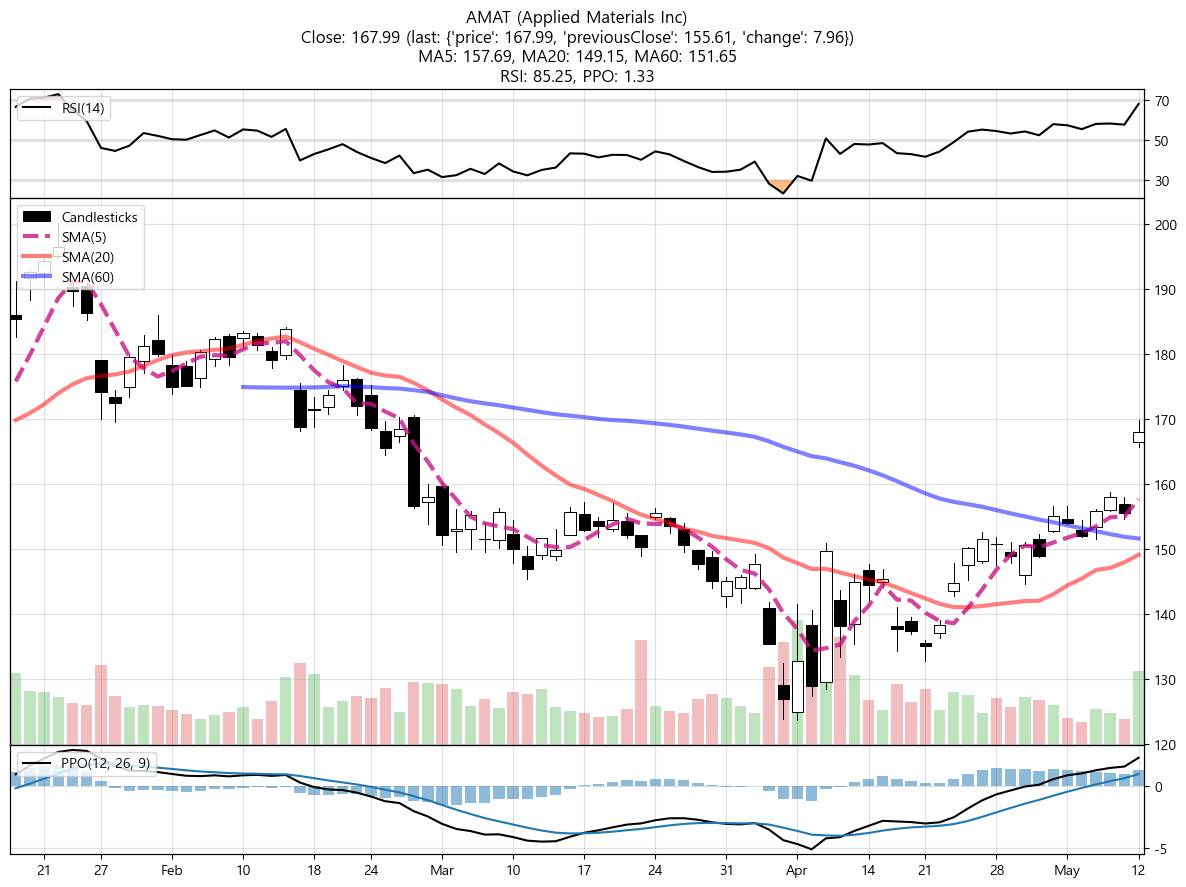 AMAT (Applied Materials Inc)
Close: 167.99 (last: {'price': 167.99, 'previousClose': 155.61, 'change': 7.96})
MA5: 157.69, MA20: 149.15, MA60: 151.65
RSI: 85.25, PPO: 1.33
RSI(14)
70
50
30
Candlesticks
SMA(5)
SMA(20)
SMA(60)
200
190
180
170
160
150
140
130
120
PPO(12, 26, 9)
0
-5
21 27 Feb 10 18 24 Mar 10 17 24 31 Apr 14 21 28 May 12